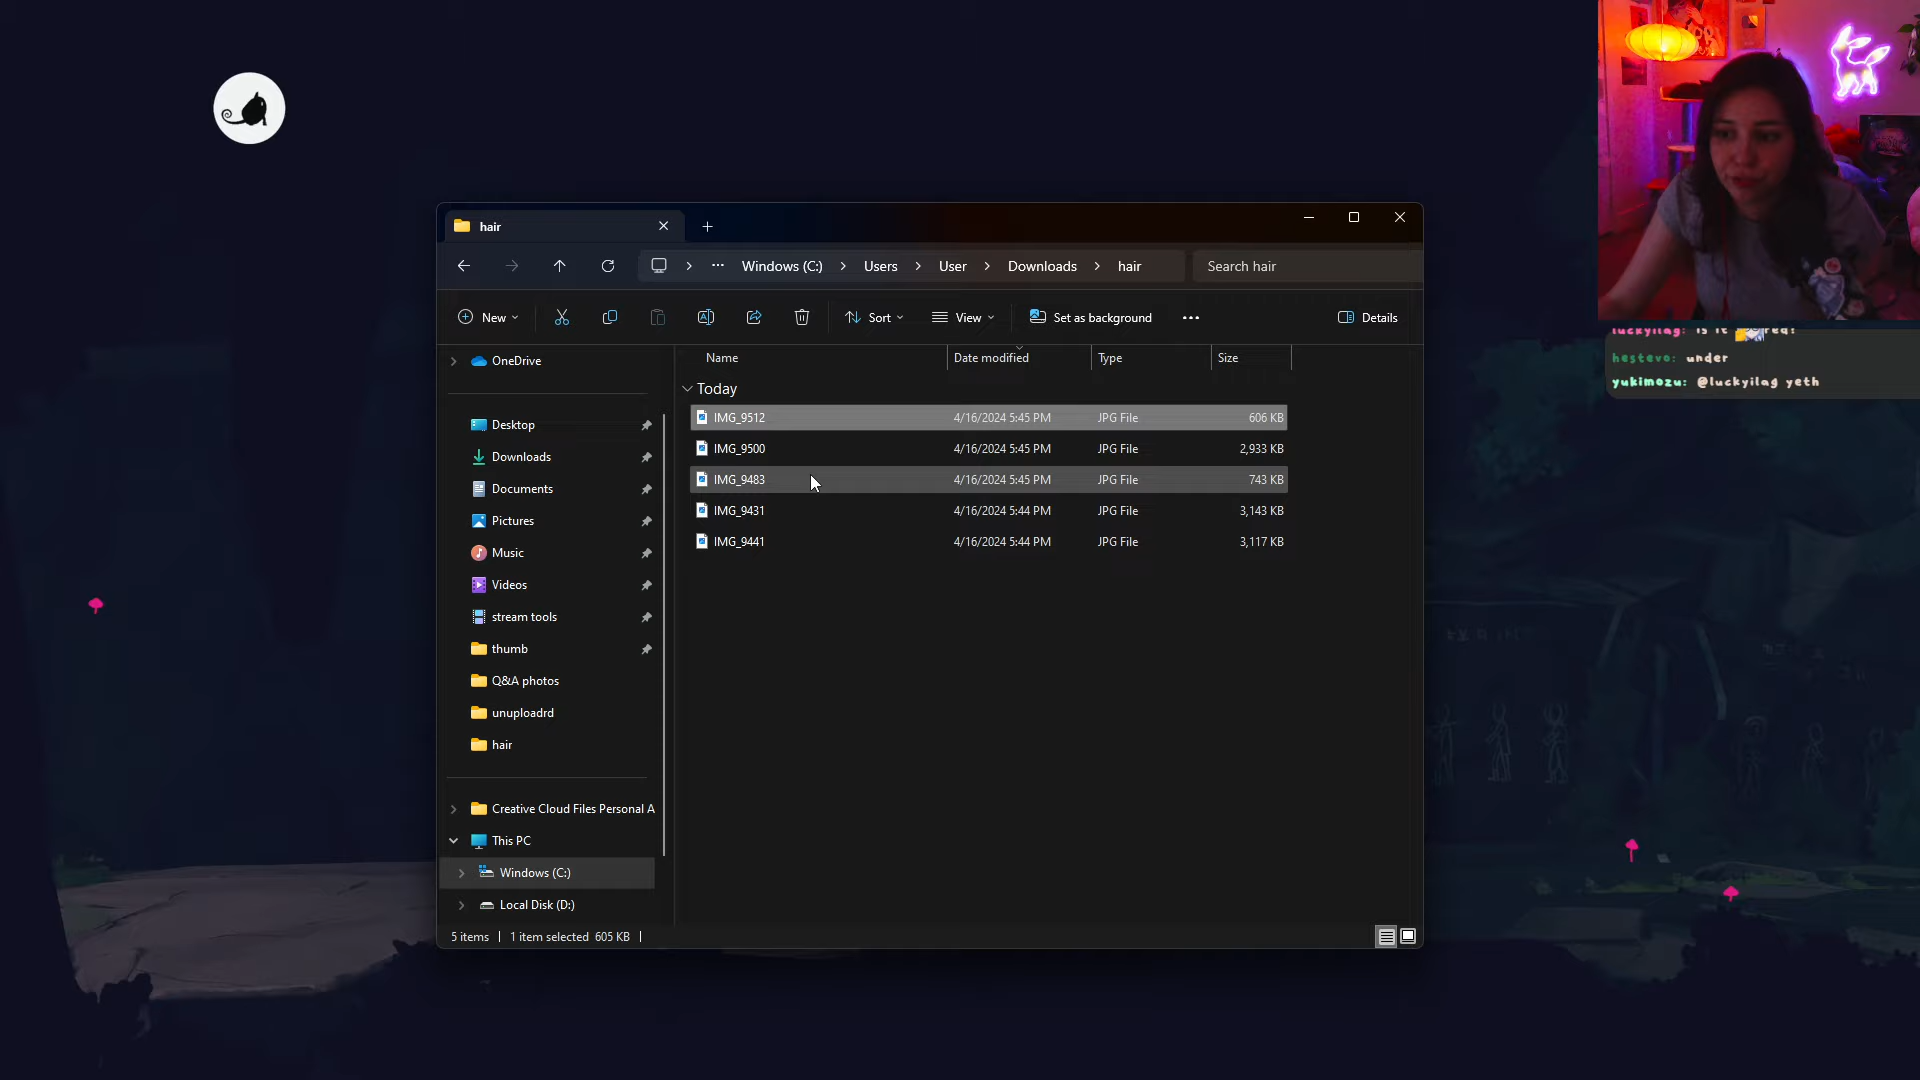 hair
Windows (C:)
Users
User
Downloads
hair
Search hair
New
Sort
View
Set as background
Details
OneDrive
Desktop
Downloads
Documents
Pictures
Music
Videos
stream tools
thumb
Q&A photos
unuploadrd
hair
Creative Cloud Files Personal A
This PC
Windows (C:)
Local Disk (D:)
Name Date modified Type Size
Today
IMG_9512 4/16/2024 5:45 PM JPG File 606 KB
IMG_9500 4/16/2024 5:45 PM JPG File 2,933 KB
IMG_9483 4/16/2024 5:45 PM JPG File 743 KB
IMG_9431 4/16/2024 5:44 PM JPG File 3,143 KB
IMG_9441 4/16/2024 5:44 PM JPG File 3,117 KB
5 items 1 item selected 605 KB
luckyilag: is it red?
hestevo: under
yukimozu: @luckyilag yeth